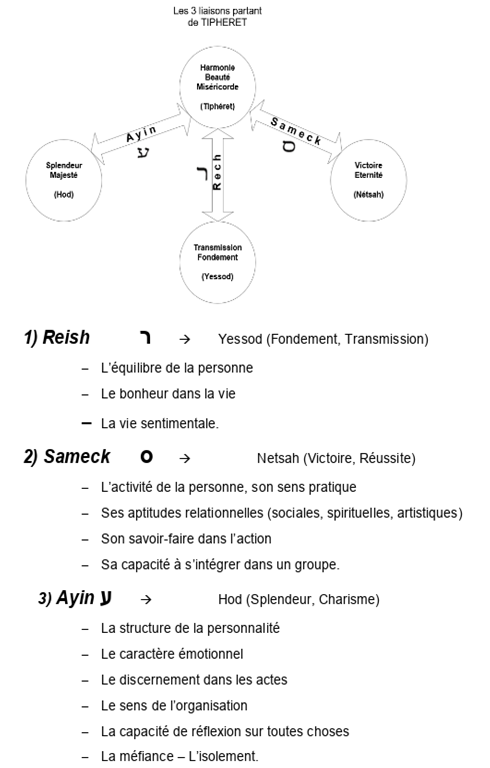 Les 3 liaisons partant
de TIPHERET
Harmonie
Beauté
Miséricorde
(Tiphéret)
Ayin
ע
Sameck
ס
Rech
ר
Splendeur
Majesté
(Hod)
Victoire
Eternité
(Nétsah)
Transmission
Fondement
(Yessod)
1) Reish ר → Yessod (Fondement, Transmission)
– L'équilibre de la personne
– Le bonheur dans la vie
– La vie sentimentale.
2) Sameck ס → Netsah (Victoire, Réussite)
– L'activité de la personne, son sens pratique
– Ses aptitudes relationnelles (sociales, spirituelles, artistiques)
– Son savoir-faire dans l'action
– Sa capacité à s'intégrer dans un groupe.
3) Ayin ע → Hod (Splendeur, Charisme)
– La structure de la personnalité
– Le caractère émotionnel
– Le discernement dans les actes
– Le sens de l'organisation
– La capacité de réflexion sur toutes choses
– La méfiance – L'isolement.